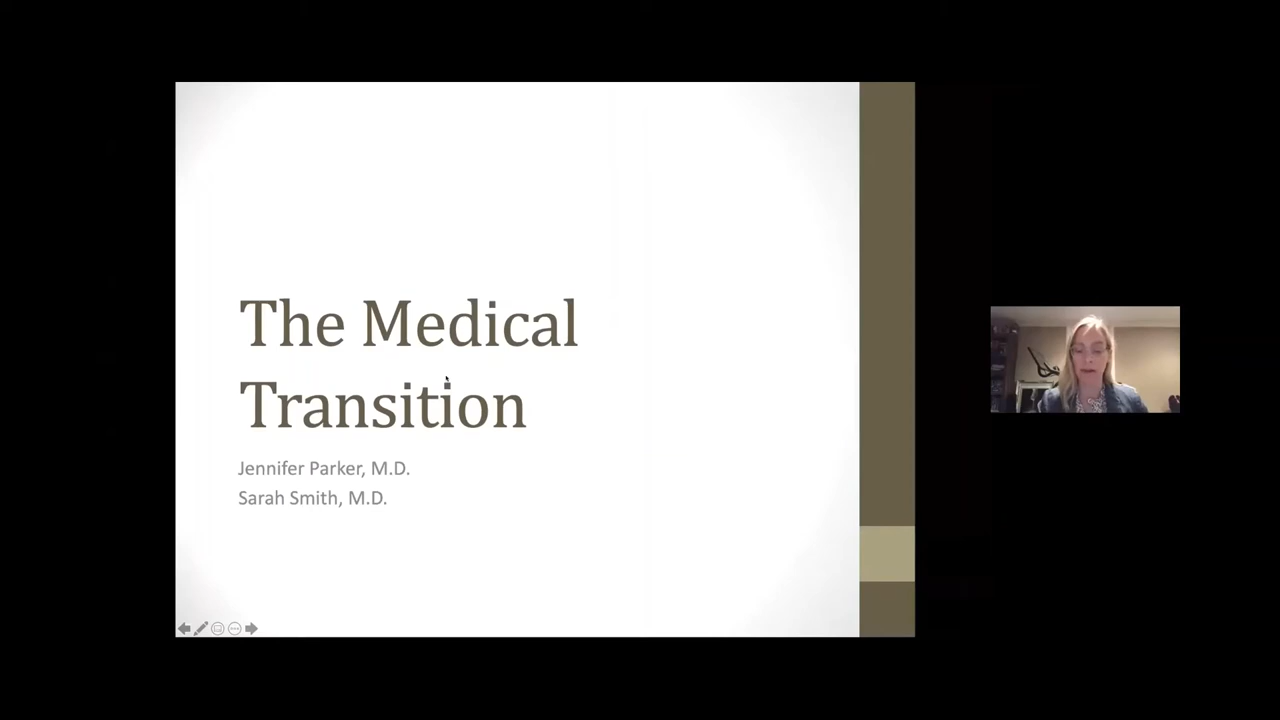 The Medical
Transition
Jennifer Parker, M.D.
Sarah Smith, M.D.